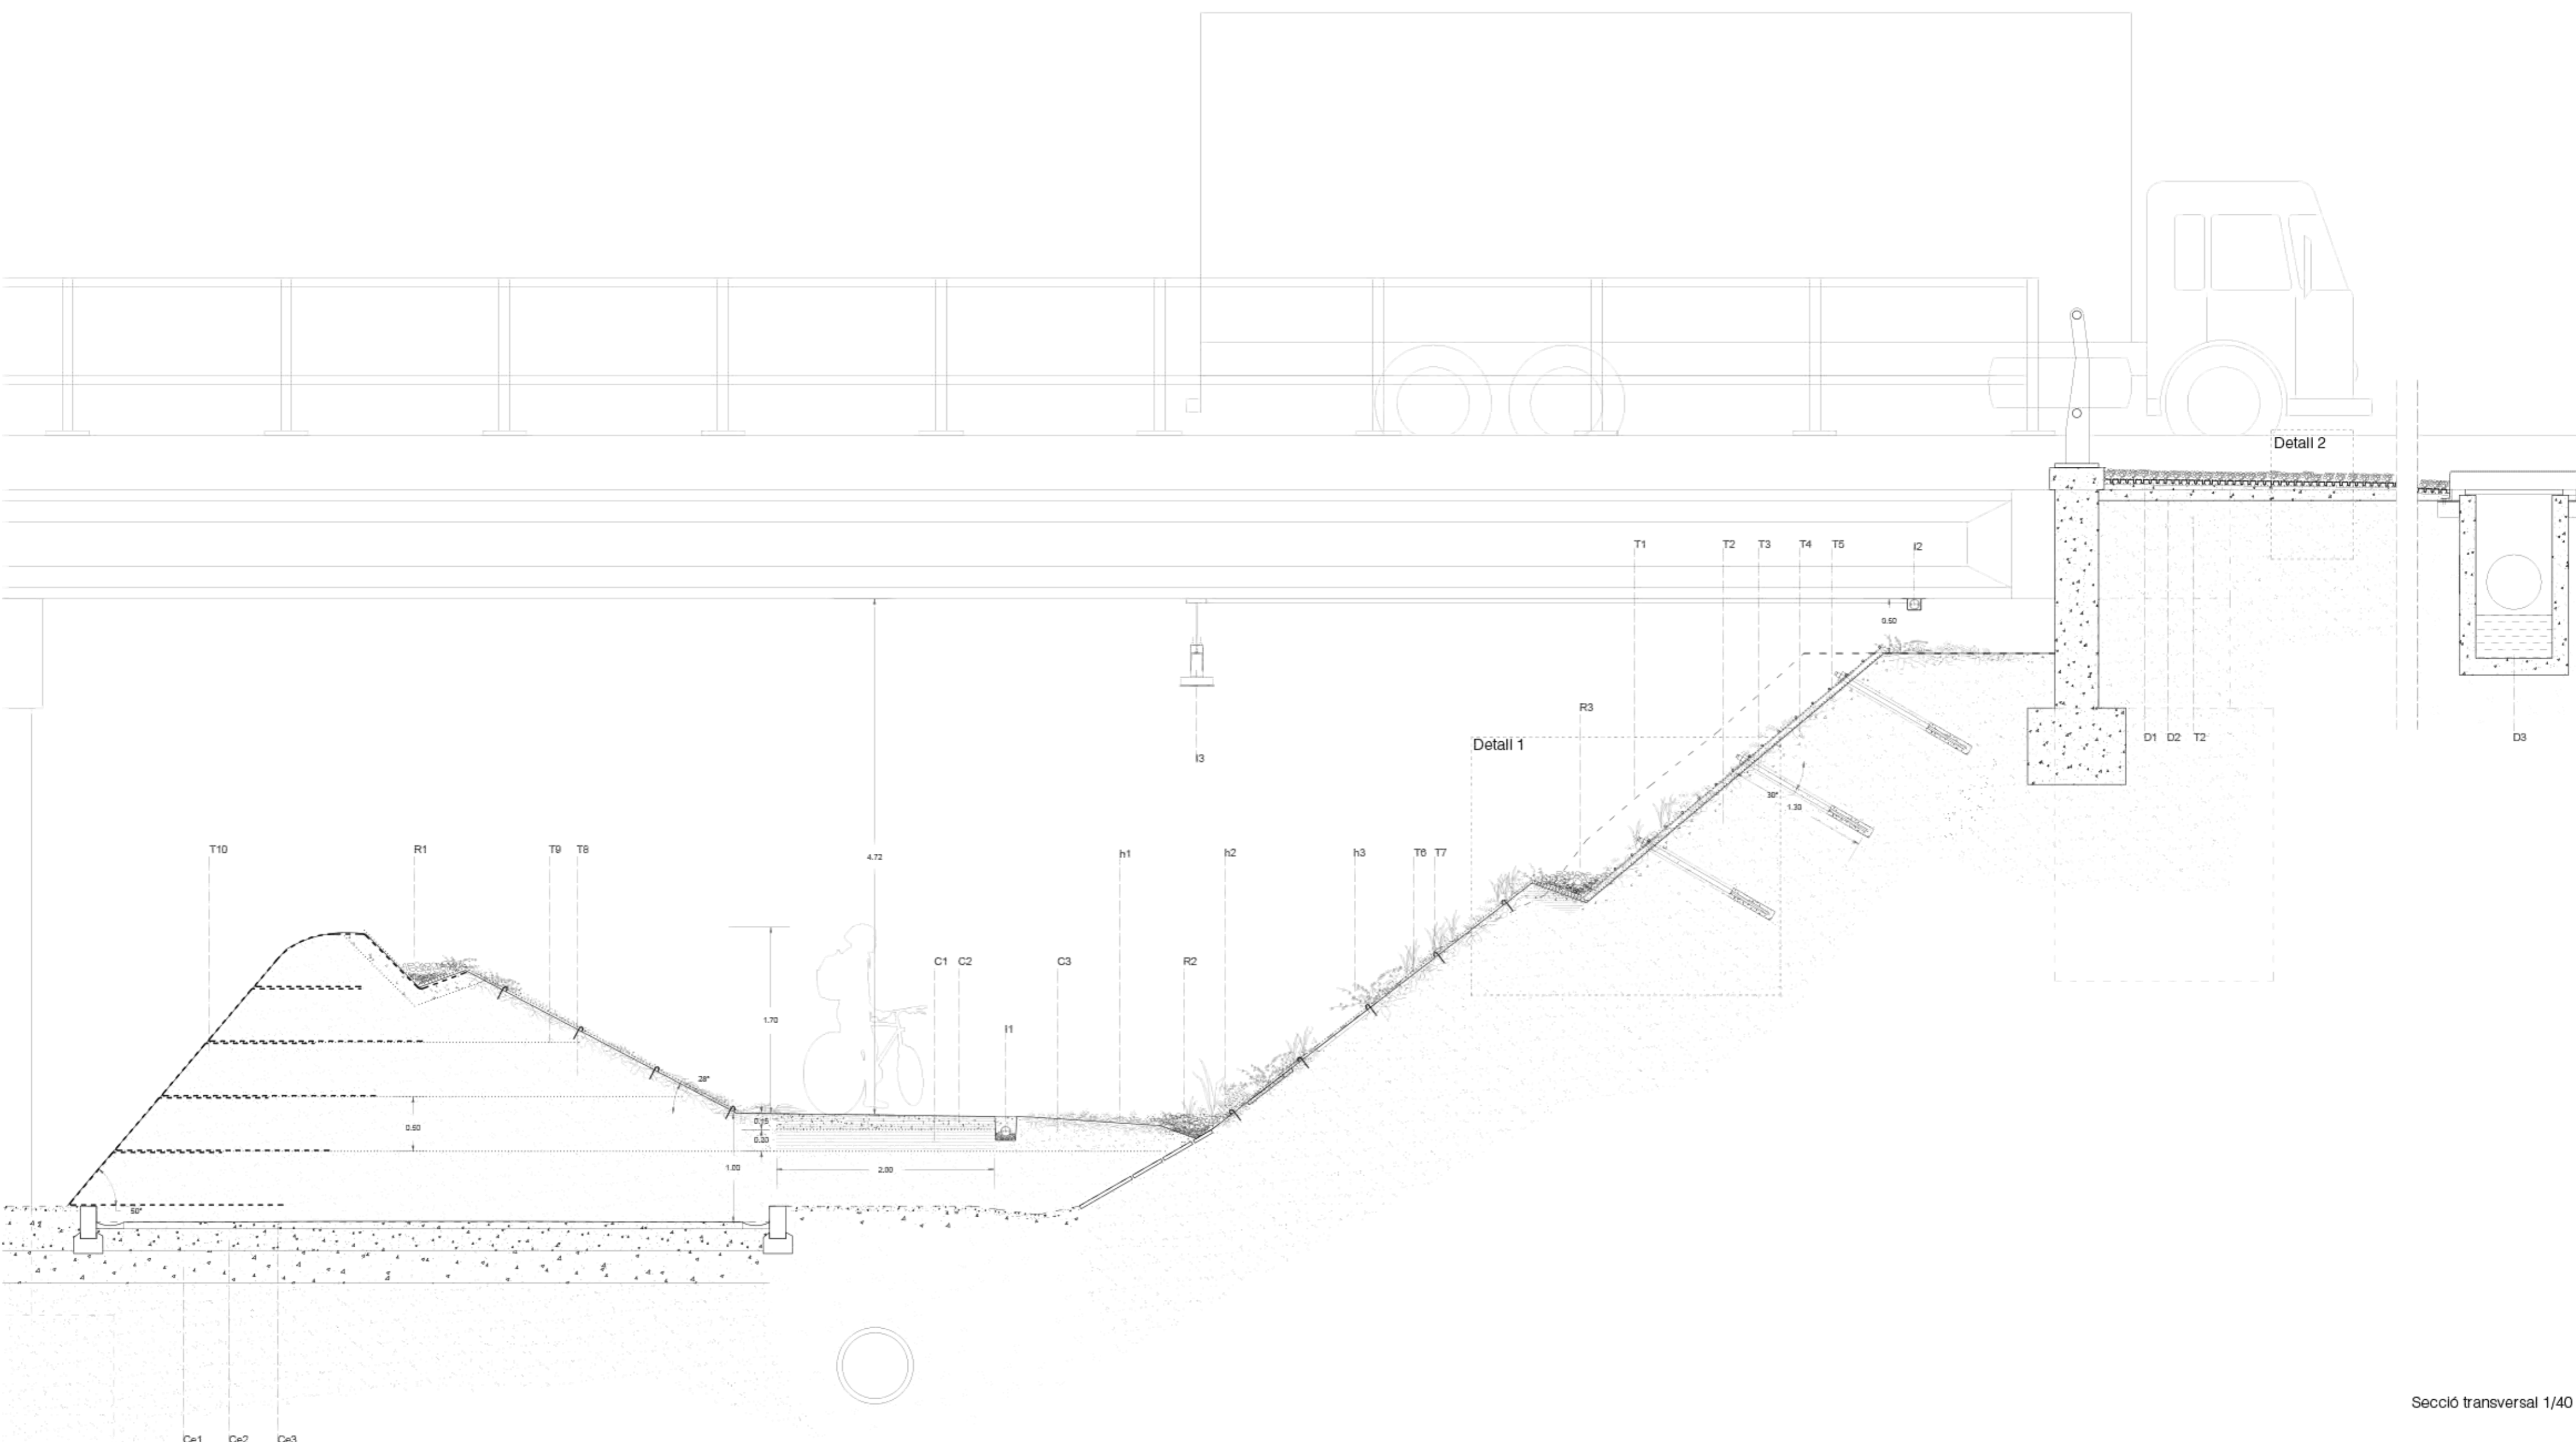 Detall 2
T1 T2 T3 T4 T5 I2
0.50
R3
D1 D2 T2 D3
Detall 1
I3
30°
1.30
T10 R1 T9 T8 4.72 h1 h2 h3 T6 T7
C1 C2 C3 R2
1.70
I1
28°
0.15
0.50
0.30
1.00 2.00
50°
Secció transversal 1/40
Ce1 Ce2 Ce3